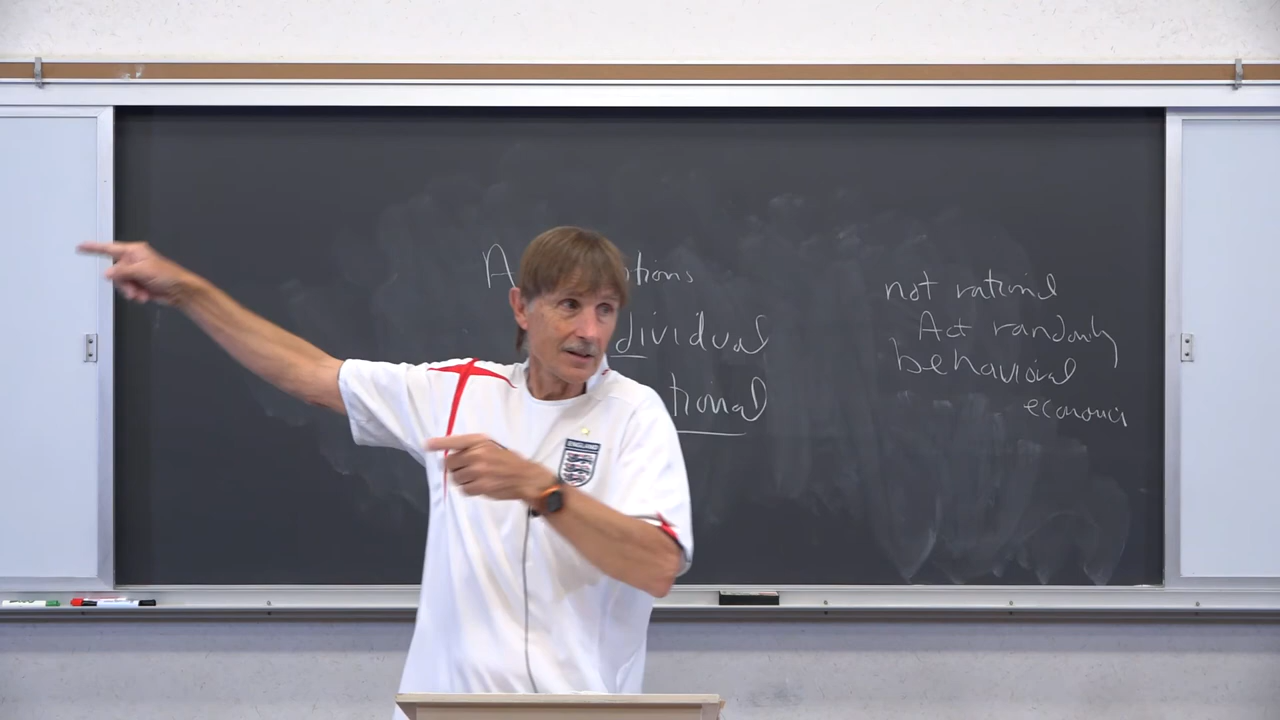 A tions
dividual
tional
not rational
Act randomly
behavioral
economics
ENGLAND